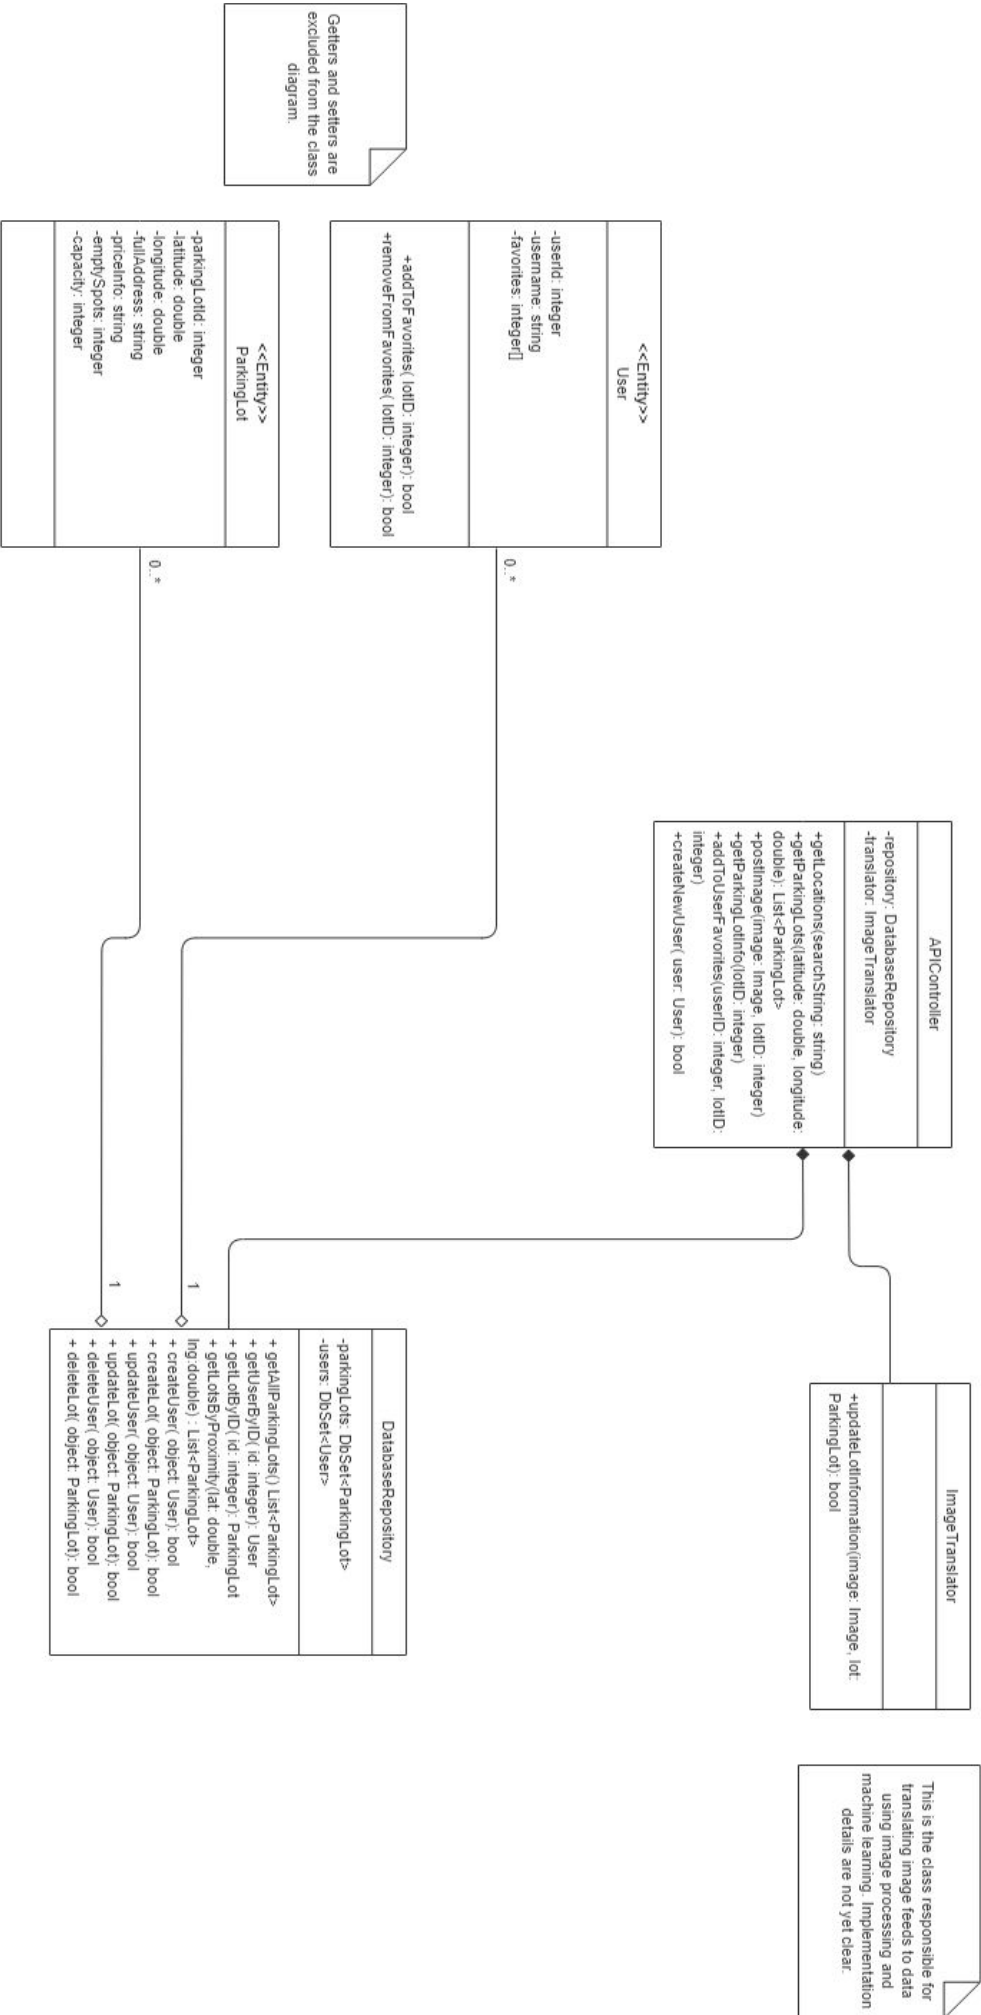 Getters and setters are
excluded from the class
diagram.
<<Entity>>
User
-userId: integer
-username: string
-favorites: integer[]
+addToFavorites( lotID: integer): bool
+removeFromFavorites( lotID: integer): bool
0..*
<<Entity>>
ParkingLot
-parkingLotId: integer
-latitude: double
-longitude: double
-fullAddress: string
-priceInfo: string
-emptySpots: integer
-capacity: integer
0..*
APIController
-repository: DatabaseRepository
-translator: ImageTranslator
+getLocations(searchString: string)
+getParkingLots(latitude: double, longitude:
double): List<ParkingLot>
+postImage(image: Image, lotID: integer)
+getParkingLotInfo(lotID: integer)
+addToUserFavorites(userID: integer, lotID:
integer)
+createNewUser( user: User): bool
ImageTranslator
+updateLotInformation(image: Image, lot:
ParkingLot): bool
DatabaseRepository
-parkingLots: DbSet<ParkingLot>
-users: DbSet<User>
+ getAllParkingLots() List<ParkingLot>
+ getUserByID( id: integer): User
+ getLotByID( id: integer): ParkingLot
+ getLotsByProximity(lat: double,
lng:double) : List<ParkingLot>
+ createUser( object: User): bool
+ createLot( object: ParkingLot): bool
+ updateUser( object: User): bool
+ updateLot( object: ParkingLot): bool
+ deleteUser( object: User): bool
+ deleteLot( object: ParkingLot): bool
1
1
This is the class responsible for
translating image feeds to data
using image processing and
machine learning. Implementation
details are not yet clear.